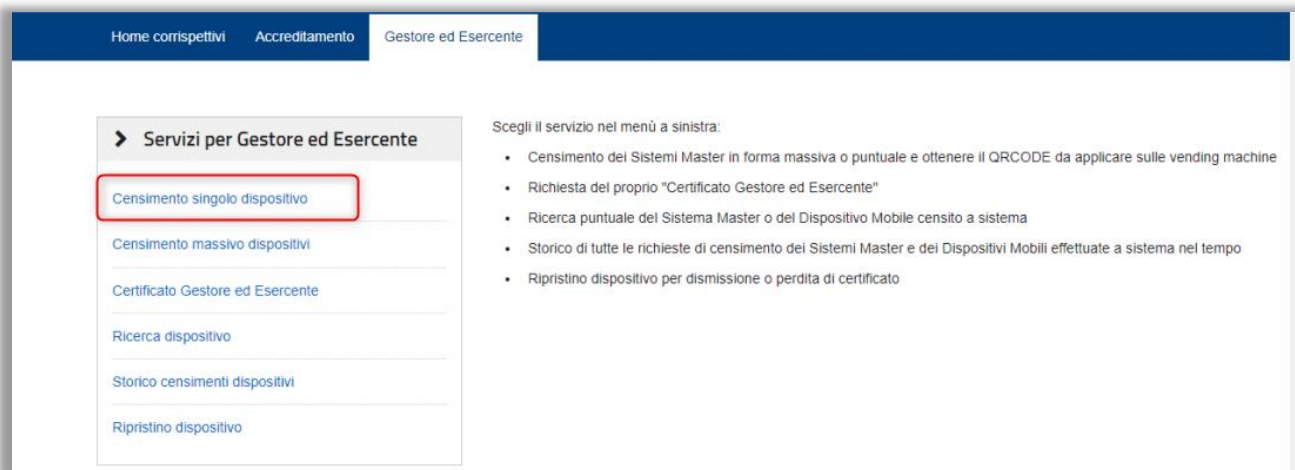 Home corrispettivi Accreditamento Gestore ed Esercente
Servizi per Gestore ed Esercente
Censimento singolo dispositivo
Censimento massivo dispositivi
Certificato Gestore ed Esercente
Ricerca dispositivo
Storico censimenti dispositivi
Ripristino dispositivo
Scegli il servizio nel menù a sinistra:
• Censimento dei Sistemi Master in forma massiva o puntuale e ottenere il QRCODE da applicare sulle vending machine
• Richiesta del proprio "Certificato Gestore ed Esercente"
• Ricerca puntuale del Sistema Master o del Dispositivo Mobile censito a sistema
• Storico di tutte le richieste di censimento dei Sistemi Master e dei Dispositivi Mobili effettuate a sistema nel tempo
• Ripristino dispositivo per dismissione o perdita di certificato